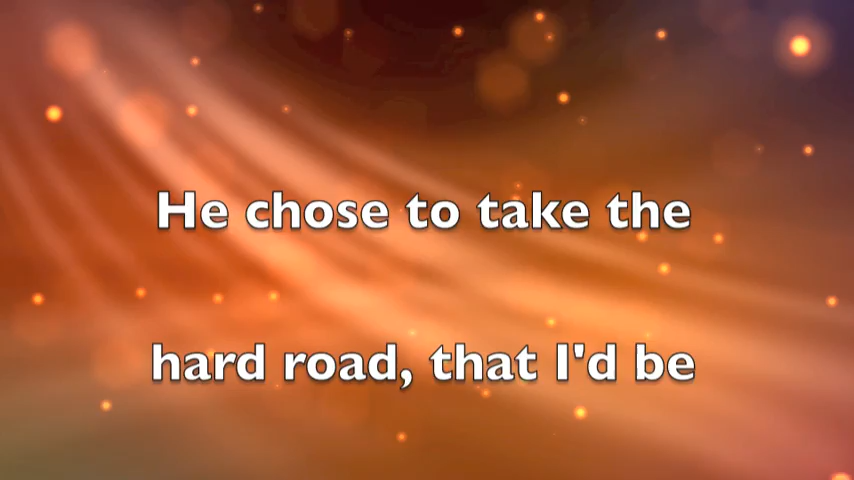 He chose to take the
hard road, that I'd be